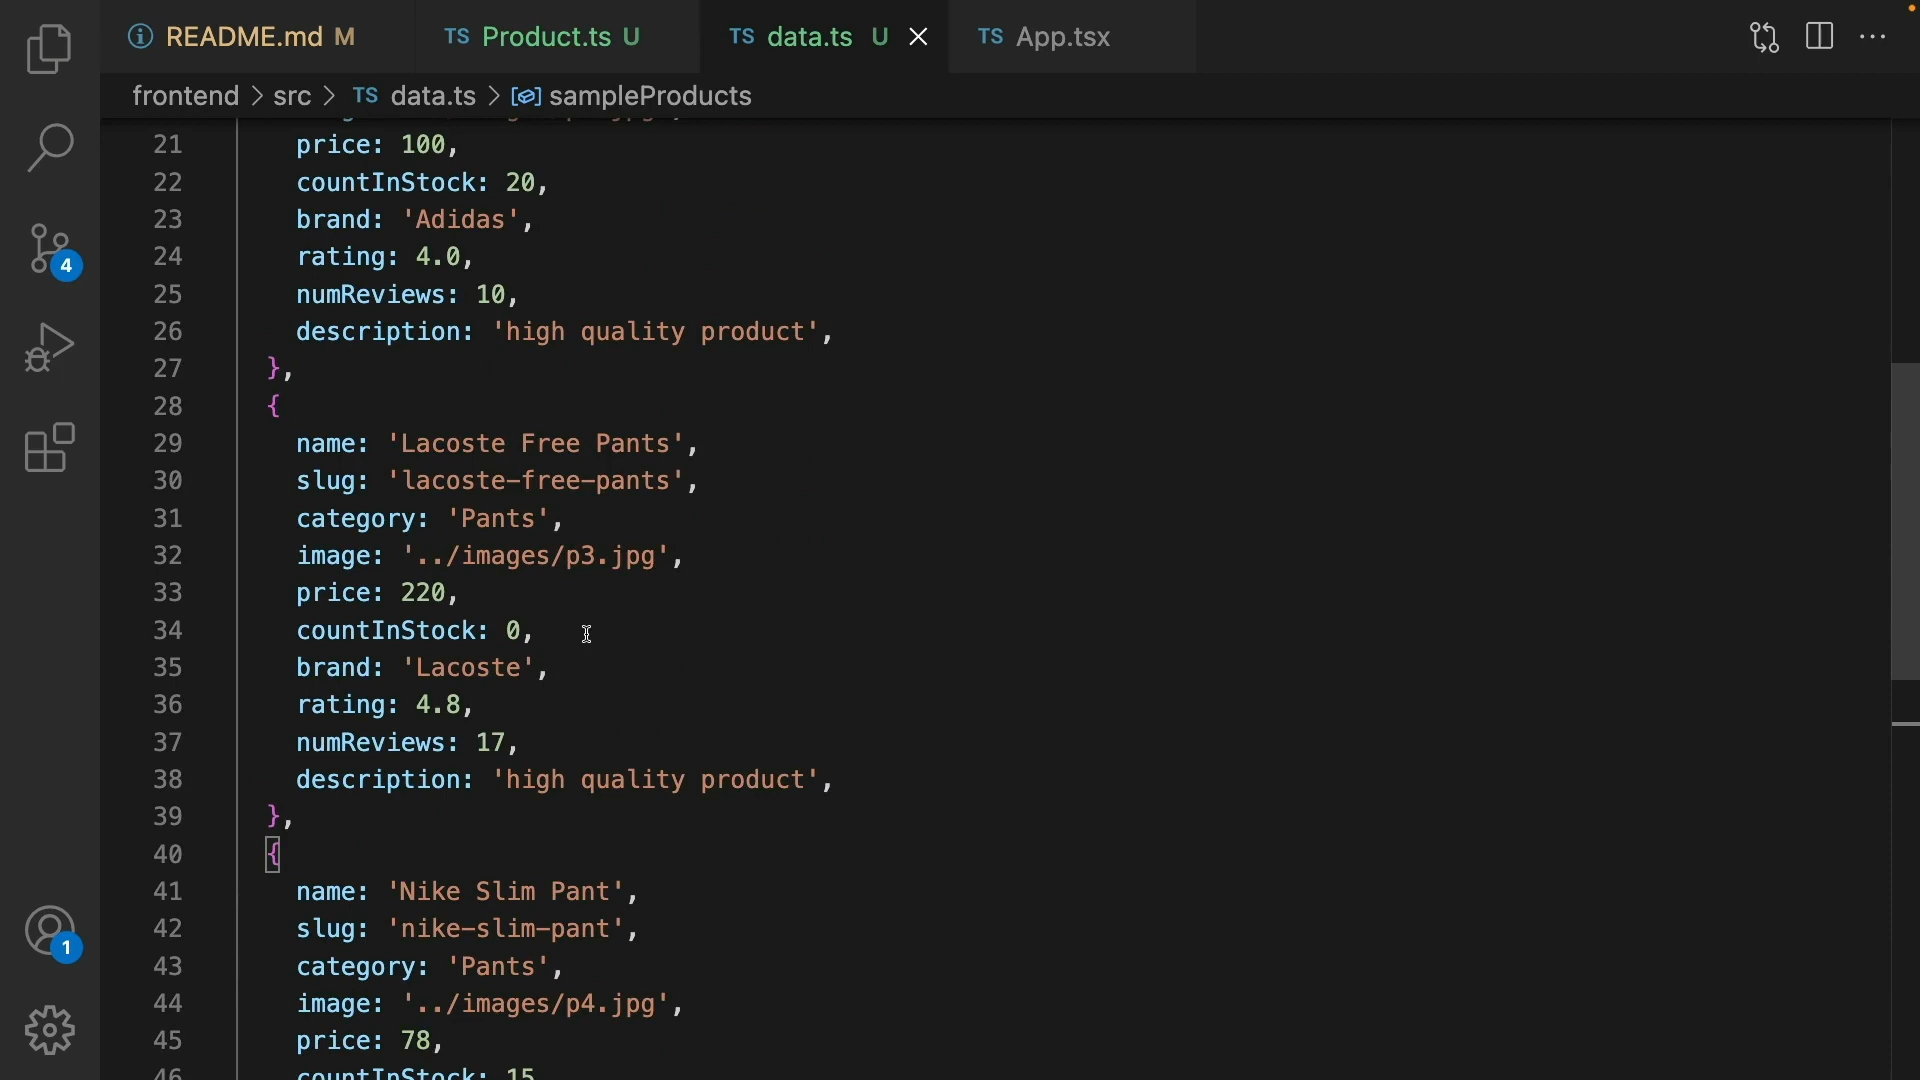 README.md M
TS Product.ts U
TS data.ts U
TS App.tsx
frontend > src > TS data.ts > sampleProducts
21 price: 100,
22 countInStock: 20,
23 brand: 'Adidas',
24 rating: 4.0,
25 numReviews: 10,
26 description: 'high quality product',
27 },
28 {
29 name: 'Lacoste Free Pants',
30 slug: 'lacoste-free-pants',
31 category: 'Pants',
32 image: '../images/p3.jpg',
33 price: 220,
34 countInStock: 0,
35 brand: 'Lacoste',
36 rating: 4.8,
37 numReviews: 17,
38 description: 'high quality product',
39 },
40 {
41 name: 'Nike Slim Pant',
42 slug: 'nike-slim-pant',
43 category: 'Pants',
44 image: '../images/p4.jpg',
45 price: 78,
46 countInStock: 15
4
1